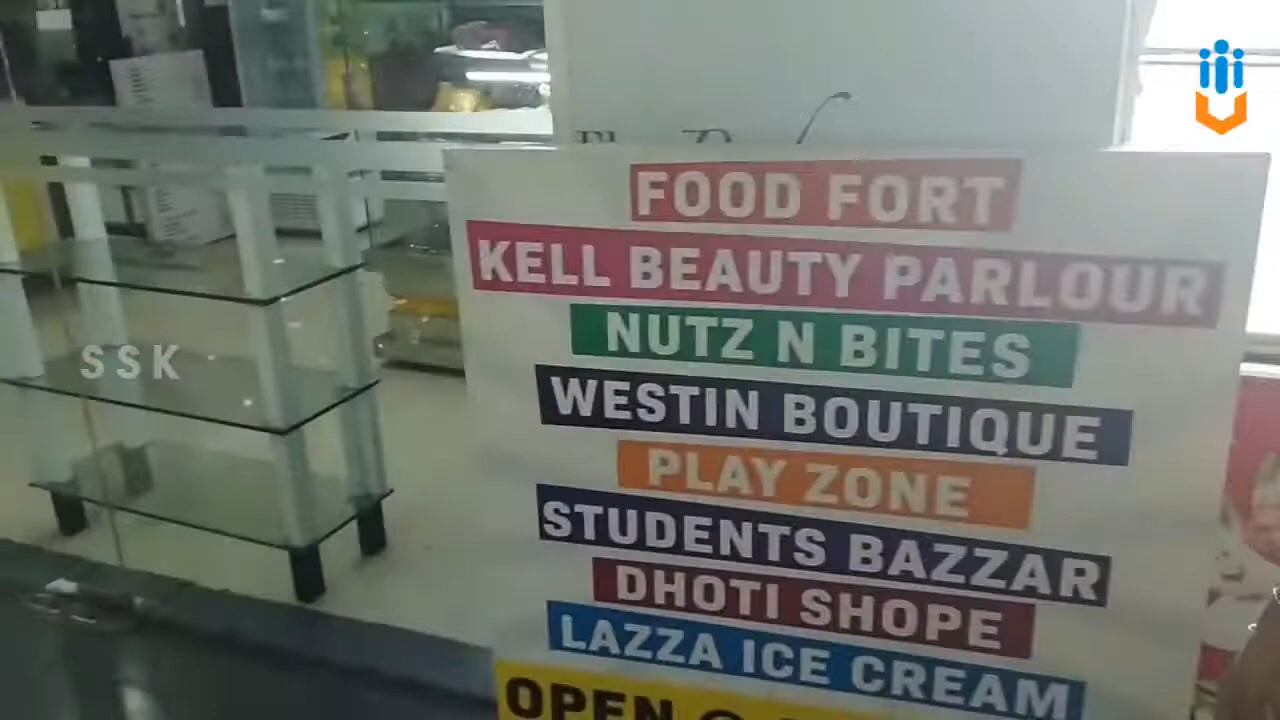 FOOD FORT
KELL BEAUTY PARLOUR
NUTZ N BITES
WESTIN BOUTIQUE
PLAY ZONE
STUDENTS BAZZAR
DHOTI SHOPE
LAZZA ICE CREAM
OPEN @
SSK